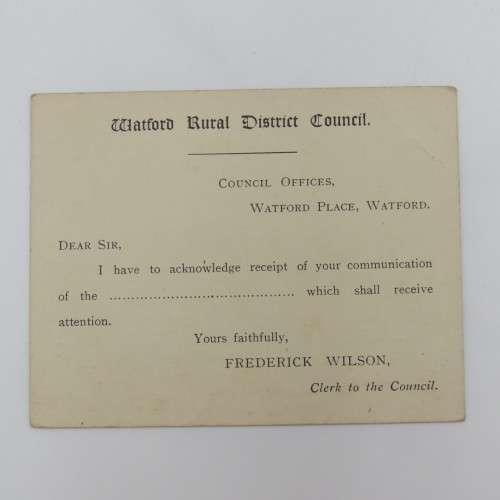 Watford Rural District Council.
Council Offices,
Watford Place, Watford.
Dear Sir,
I have to acknowledge receipt of your communication
of the ........................................... which shall receive
attention.
Yours faithfully,
FREDERICK WILSON,
Clerk to the Council.